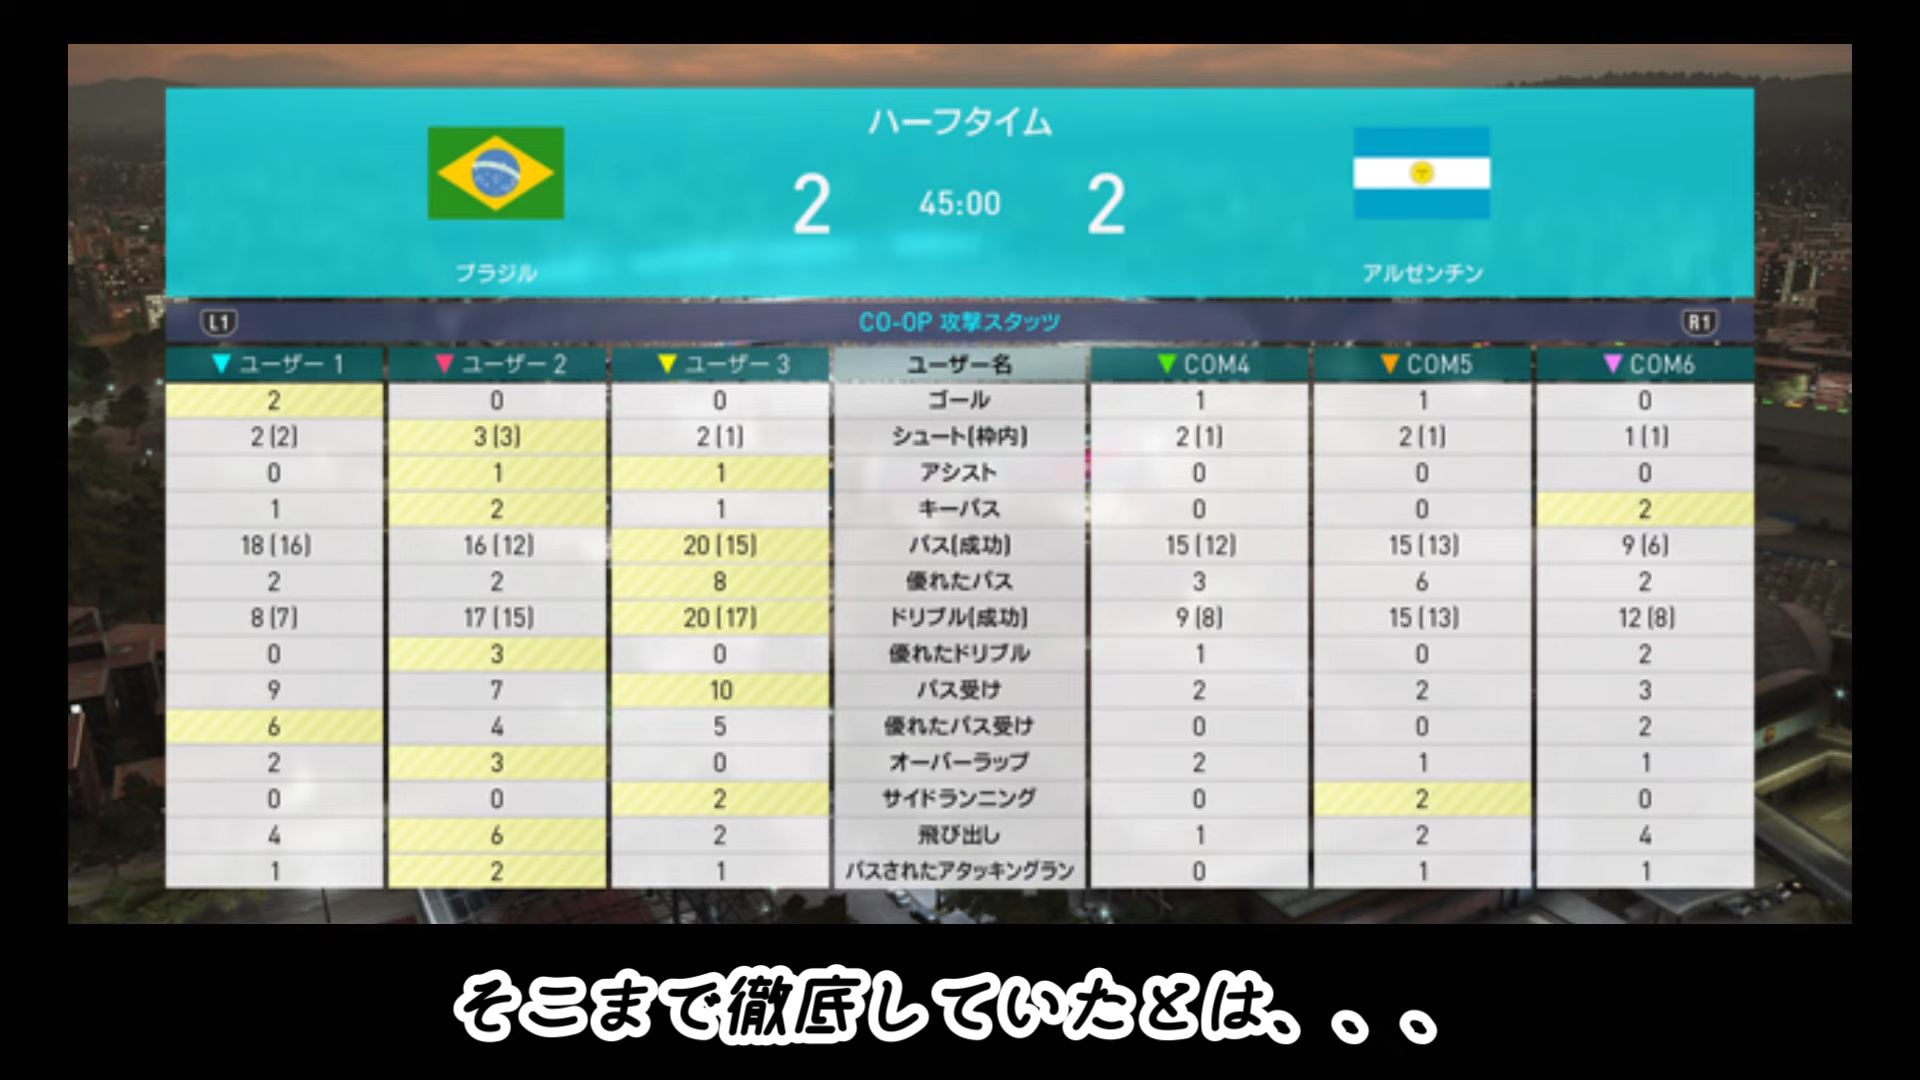 ハーフタイム
2 45:00 2
ブラジル アルゼンチン
L1 CO-OP 攻撃スタッツ R1
ユーザー 1 ユーザー 2 ユーザー 3 ユーザー名 COM4 COM5 COM6
2 0 0 ゴール 1 1 0
2(2) 3(3) 2(1) シュート(枠内) 2(1) 2(1) 1(1)
0 1 1 アシスト 0 0 0
1 2 1 キーパス 0 0 2
18(16) 16(12) 20(15) パス(成功) 15(12) 15(13) 9(6)
2 2 8 優れたパス 3 6 2
8(7) 17(15) 20(17) ドリブル(成功) 9(8) 15(13) 12(8)
0 3 0 優れたドリブル 1 0 2
9 7 10 パス受け 2 2 3
6 4 5 優れたパス受け 0 0 2
2 3 0 オーバーラップ 2 1 1
0 0 2 サイドランニング 0 2 0
4 6 2 飛び出し 1 2 4
1 2 1 パスされたアタッキングラン 0 1 1
そこまで徹底していたとは、、、